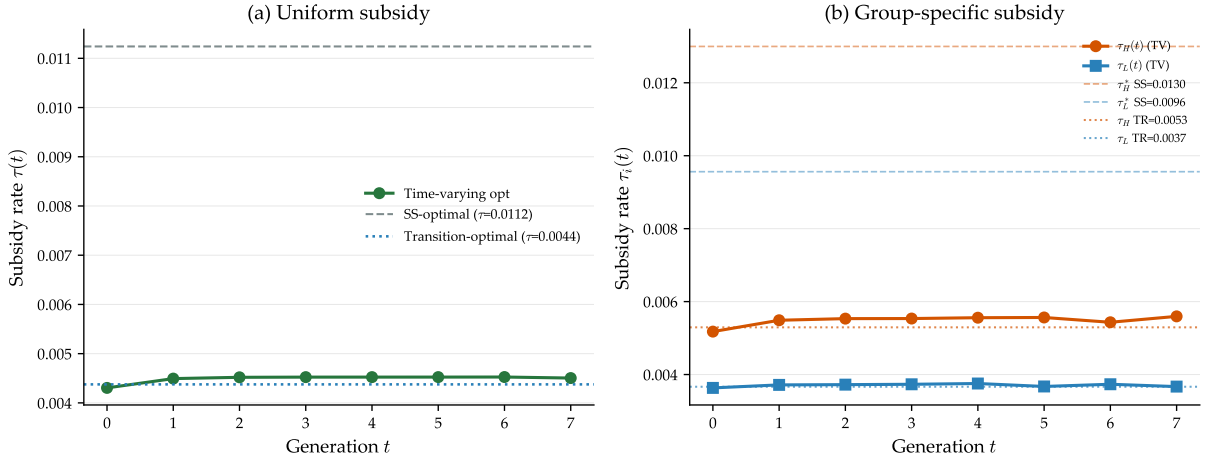 (a) Uniform subsidy
Subsidy rate τ(t)
0.011
0.010
0.009
0.008
0.007
0.006
0.005
0.004
Time-varying opt
SS-optimal (τ=0.0112)
Transition-optimal (τ=0.0044)
0 1 2 3 4 5 6 7
Generation t
(b) Group-specific subsidy
Subsidy rate τ_i(t)
0.012
0.010
0.008
0.006
0.004
τ_H(t) (TV)
τ_L(t) (TV)
τ_H^* SS=0.0130
τ_L^* SS=0.0096
τ_H TR=0.0053
τ_L TR=0.0037
0 1 2 3 4 5 6 7
Generation t